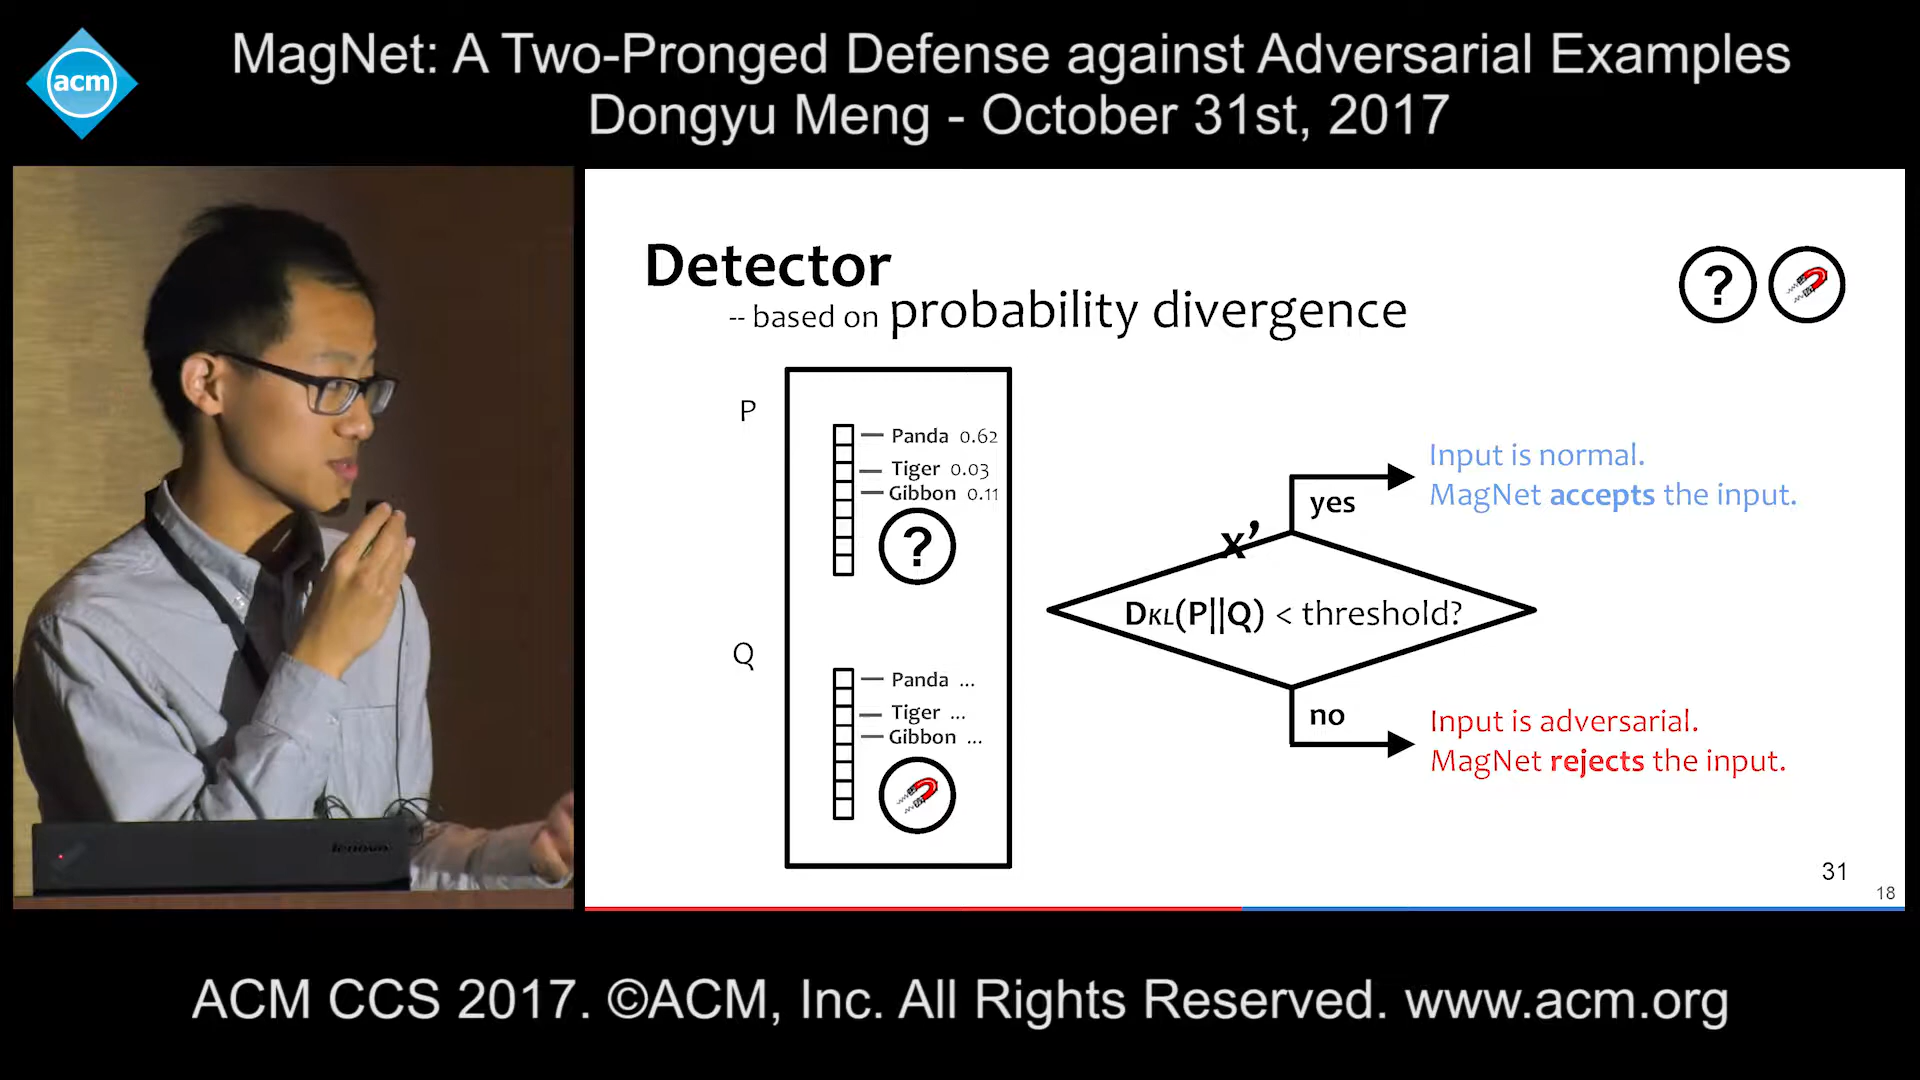 acm
MagNet: A Two-Pronged Defense against Adversarial Examples
Dongyu Meng - October 31st, 2017
Detector
-- based on probability divergence
?
P
Panda 0.62
Tiger 0.03
Gibbon 0.11
?
Q
Panda ...
Tiger ...
Gibbon ...
x’
DKL(P||Q) < threshold?
yes
Input is normal.
MagNet accepts the input.
no
Input is adversarial.
MagNet rejects the input.
31
18
lenovo
ACM CCS 2017. ©ACM, Inc. All Rights Reserved. www.acm.org